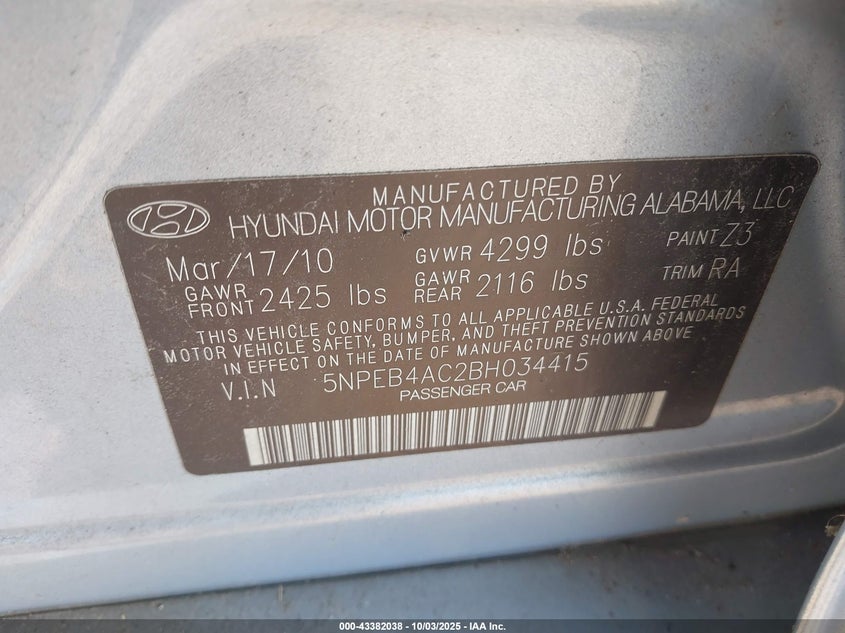 MANUFACTURED BY
HYUNDAI MOTOR MANUFACTURING ALABAMA, LLC
Mar/17/10 GVWR 4299 lbs PAINT Z3
GAWR FRONT 2425 lbs GAWR REAR 2116 lbs TRIM RA
THIS VEHICLE CONFORMS TO ALL APPLICABLE U.S.A. FEDERAL
MOTOR VEHICLE SAFETY, BUMPER, AND THEFT PREVENTION STANDARDS
IN EFFECT ON THE DATE OF MANUFACTURE SHOWN ABOVE.
V.I.N 5NPEB4AC2BH034415
PASSENGER CAR
000-43382038 - 10/03/2025 - IAA Inc.